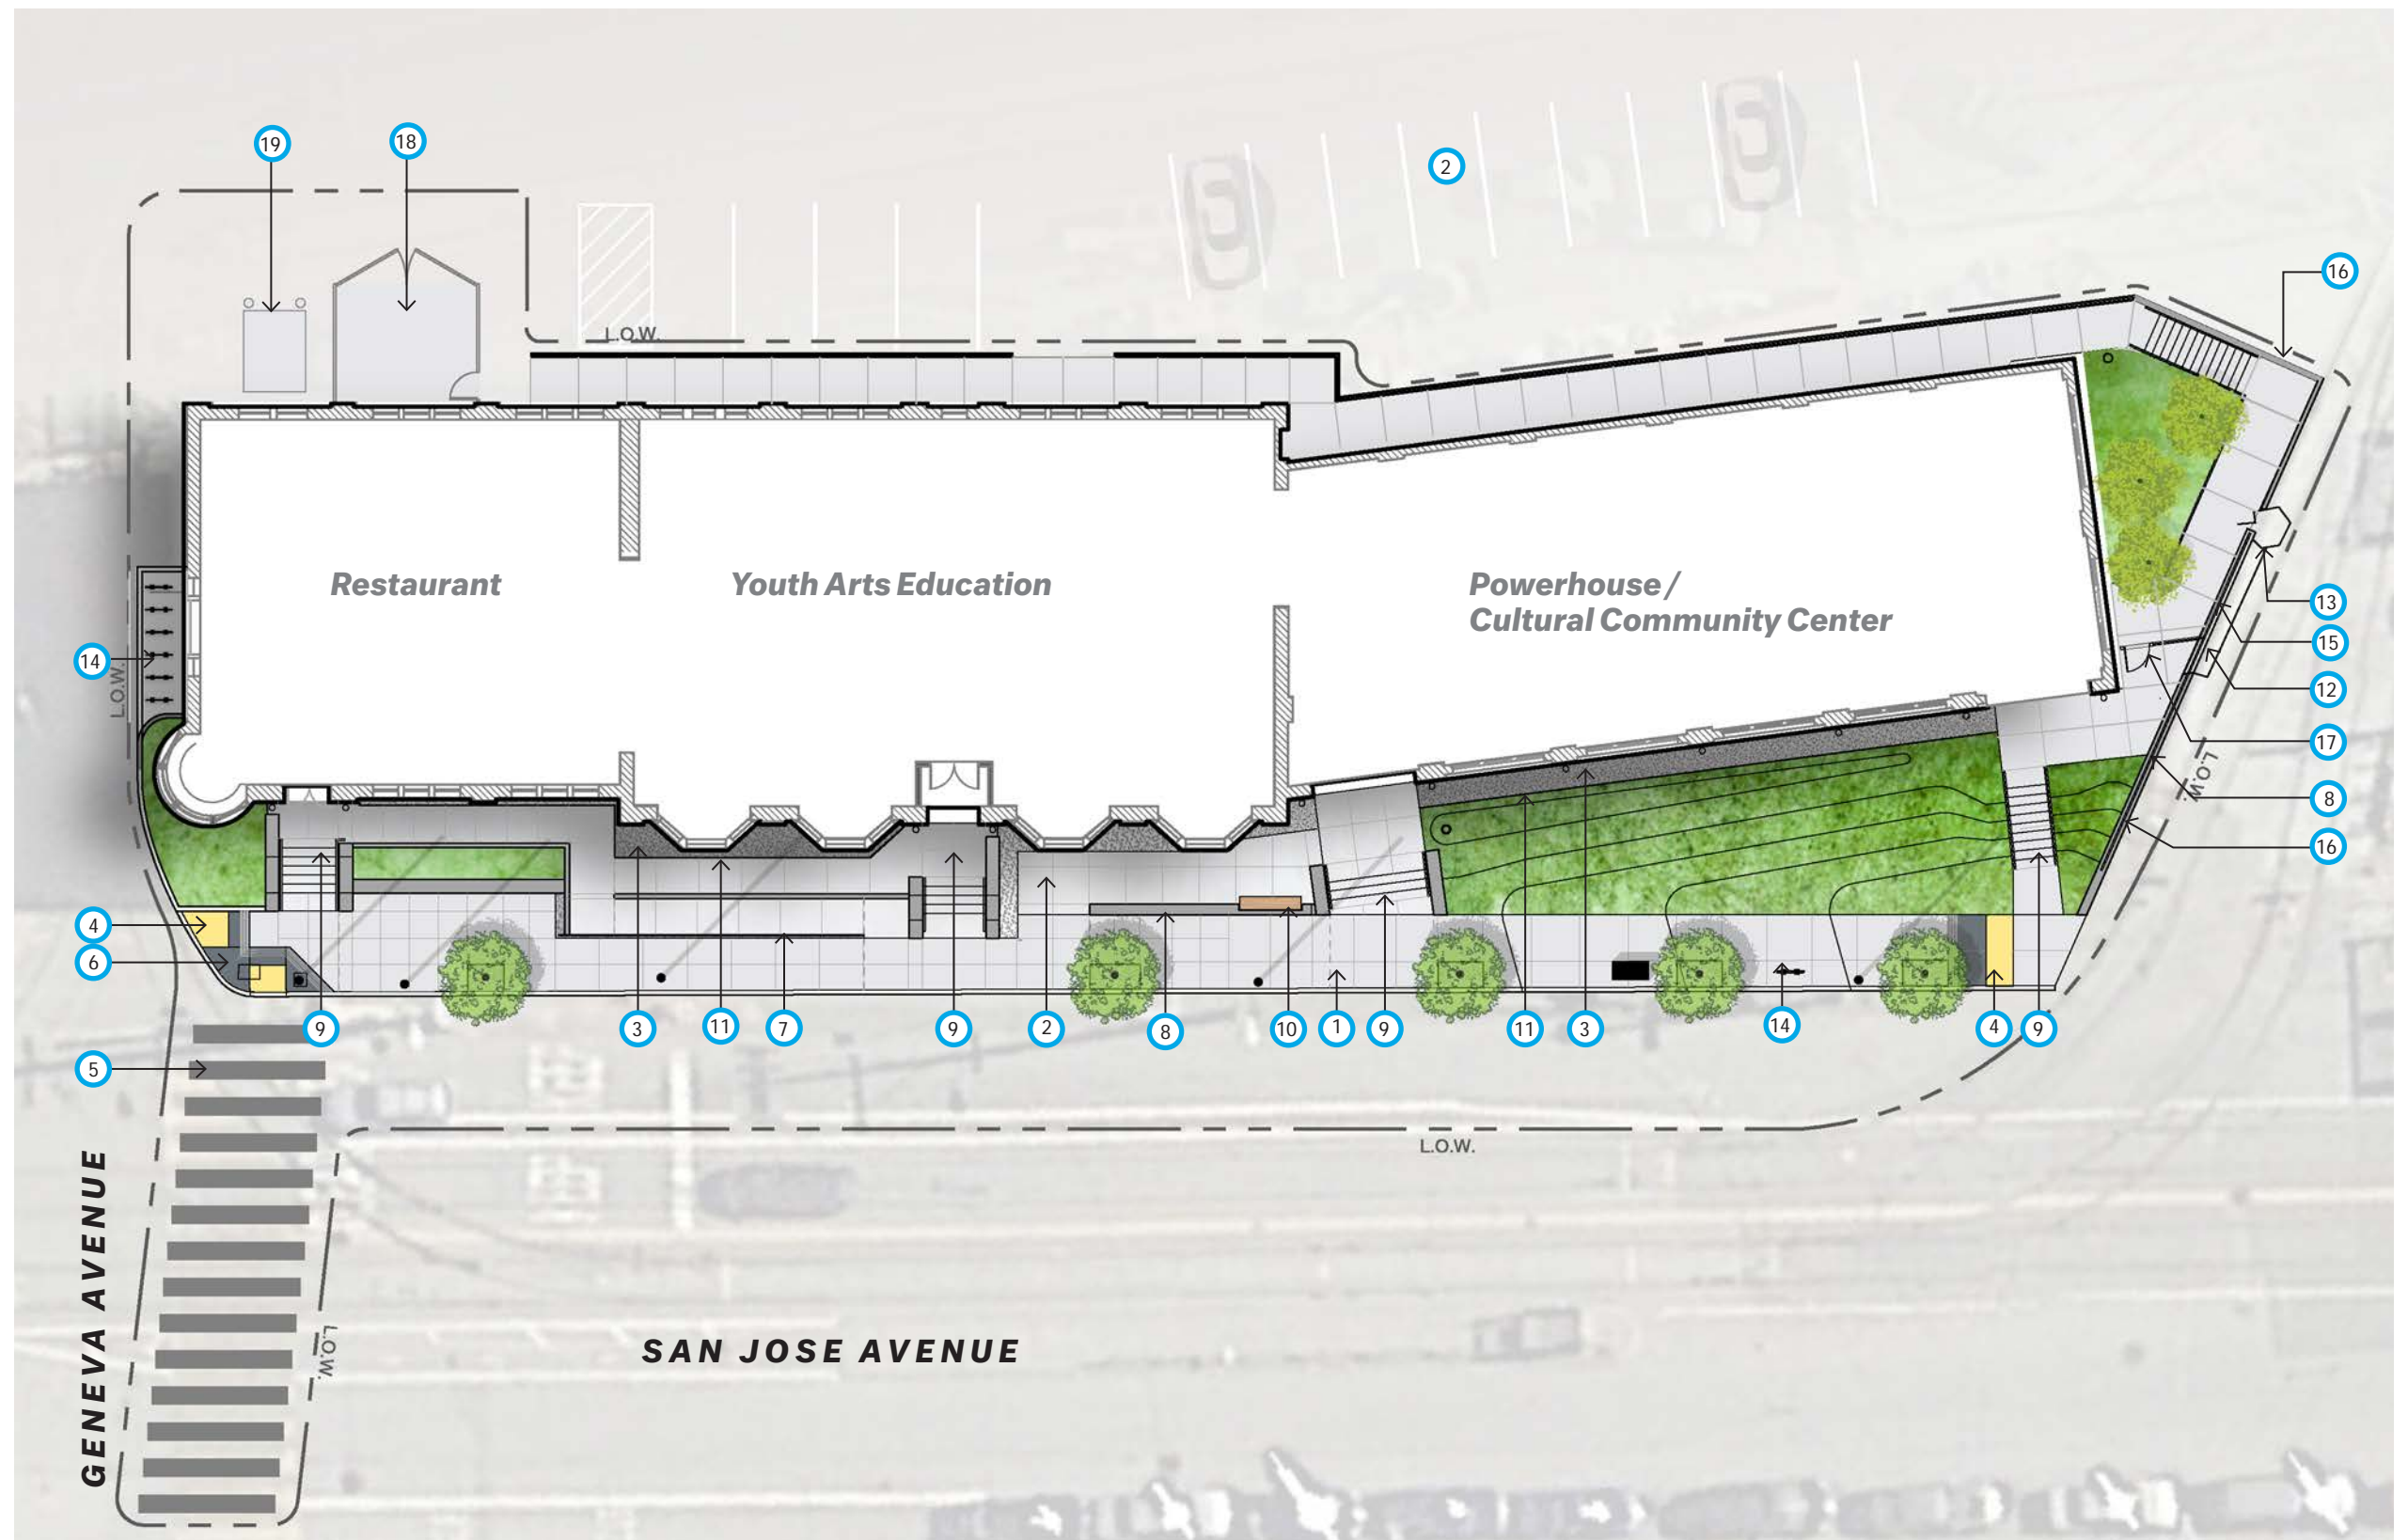 19
18
2
16
L.O.W.
Restaurant
Youth Arts Education
Powerhouse /
Cultural Community Center
13
15
14
L.O.W.
12
17
L.O.W.
8
16
4
6
9
3
11
7
9
2
8
10
1
9
11
3
14
4
9
5
L.O.W.
GENEVA AVENUE
L.O.W.
SAN JOSE AVENUE